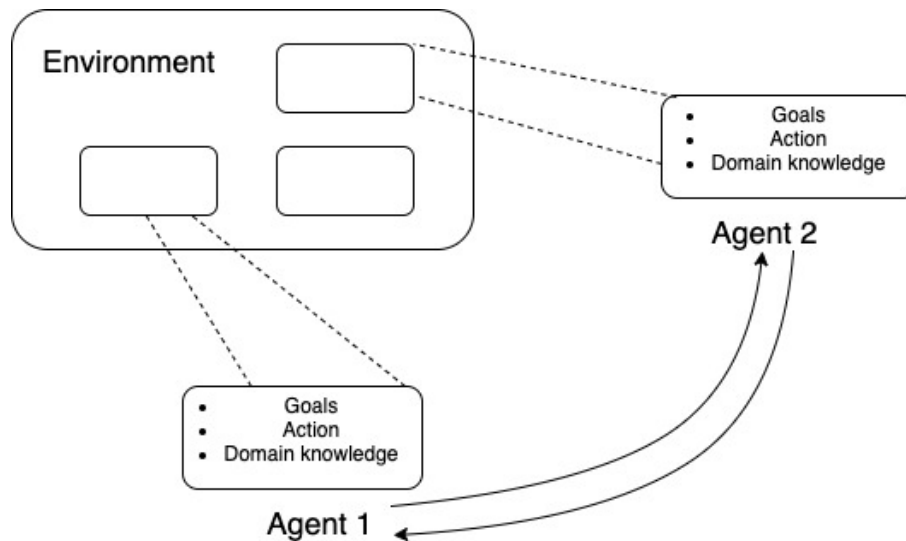 Environment
• Goals
• Action
• Domain knowledge
Agent 2
• Goals
• Action
• Domain knowledge
Agent 1